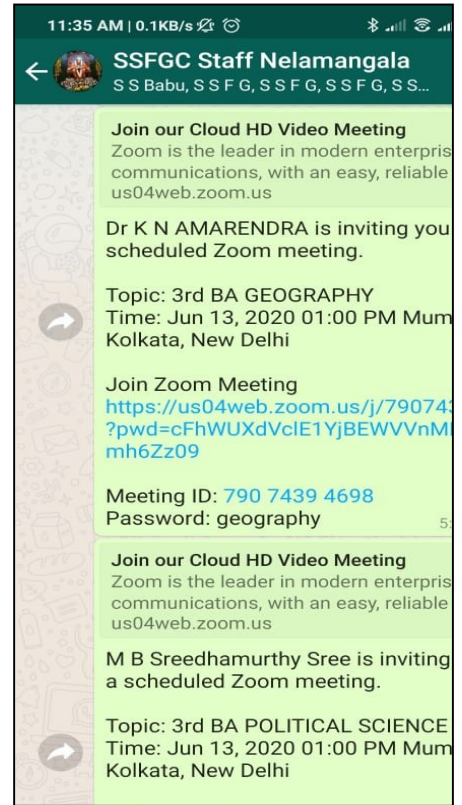 11:35 AM | 0.1KB/s
SSFGC Staff Nelamangala
S S Babu, S S F G, S S F G, S S F G, S S...
Join our Cloud HD Video Meeting
Zoom is the leader in modern enterpris
communications, with an easy, reliable
us04web.zoom.us
Dr K N AMARENDRA is inviting you
scheduled Zoom meeting.
Topic: 3rd BA GEOGRAPHY
Time: Jun 13, 2020 01:00 PM Mum
Kolkata, New Delhi
Join Zoom Meeting
https://us04web.zoom.us/j/79074
?pwd=cFhWUXdVclE1YjBEWVVnM
mh6Zz09
Meeting ID: 790 7439 4698
Password: geography
5:
Join our Cloud HD Video Meeting
Zoom is the leader in modern enterpris
communications, with an easy, reliable
us04web.zoom.us
M B Sreedhamurthy Sree is inviting
a scheduled Zoom meeting.
Topic: 3rd BA POLITICAL SCIENCE
Time: Jun 13, 2020 01:00 PM Mum
Kolkata, New Delhi